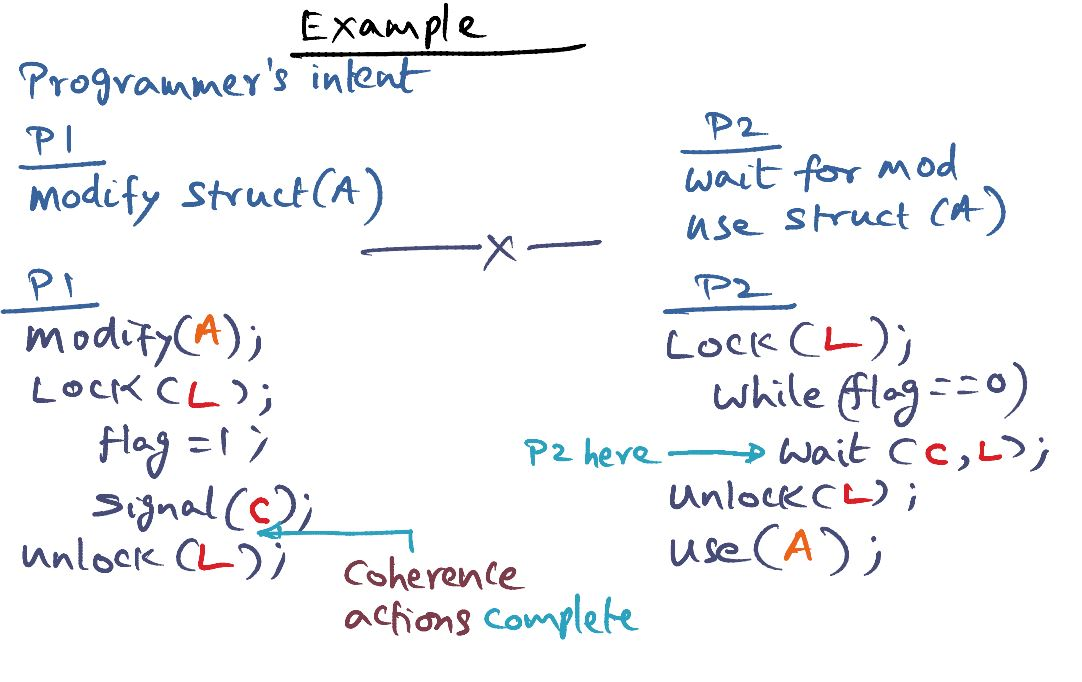 Example
Programmer's intent
P1
modify struct(A)
P2
wait for mod
use struct (A)
X
P1
modify(A);
LOCK (L);
flag = 1;
signal(c);
unlock (L);
Coherence
actions complete
P2
LOCK (L);
while (flag==0)
P2 here wait (c,L);
unlock(L);
use(A);